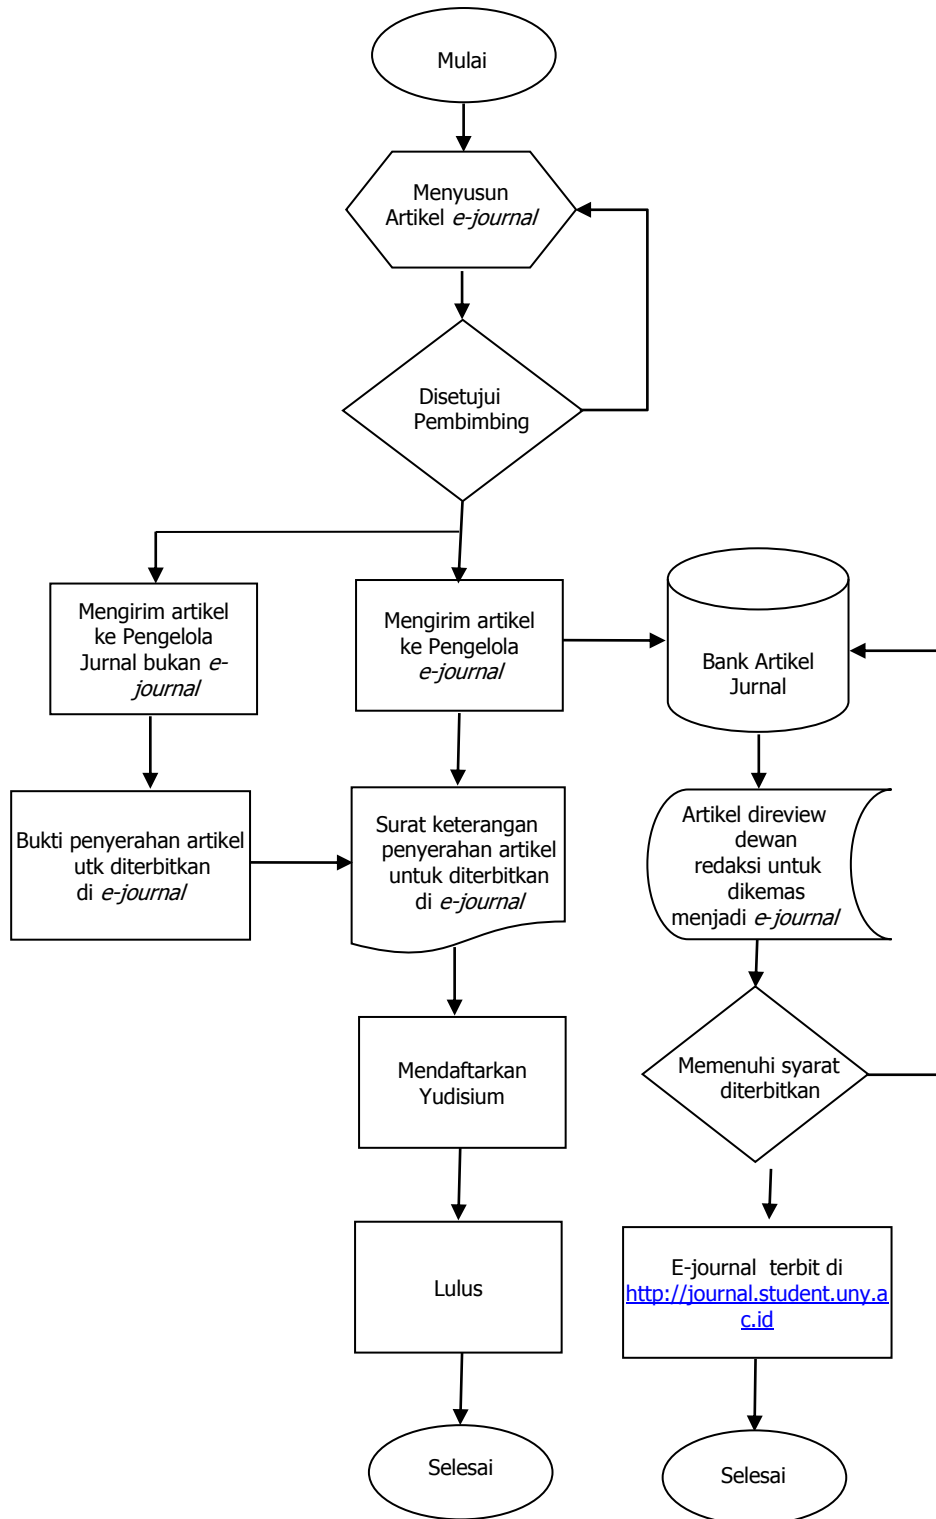 Mulai
Menyusun
Artikel e-journal
Disetujui
Pembimbing
Mengirim artikel
ke Pengelola
Jurnal bukan e-
journal
Mengirim artikel
ke Pengelola
e-journal
Bank Artikel
Jurnal
Bukti penyerahan artikel
utk diterbitkan
di e-journal
Surat keterangan
penyerahan artikel
untuk diterbitkan
di e-journal
Artikel direview
dewan
redaksi untuk
dikemas
menjadi e-journal
Mendaftarkan
Yudisium
Memenuhi syarat
diterbitkan
Lulus
E-journal terbit di
http://journal.student.uny.a
c.id
Selesai
Selesai